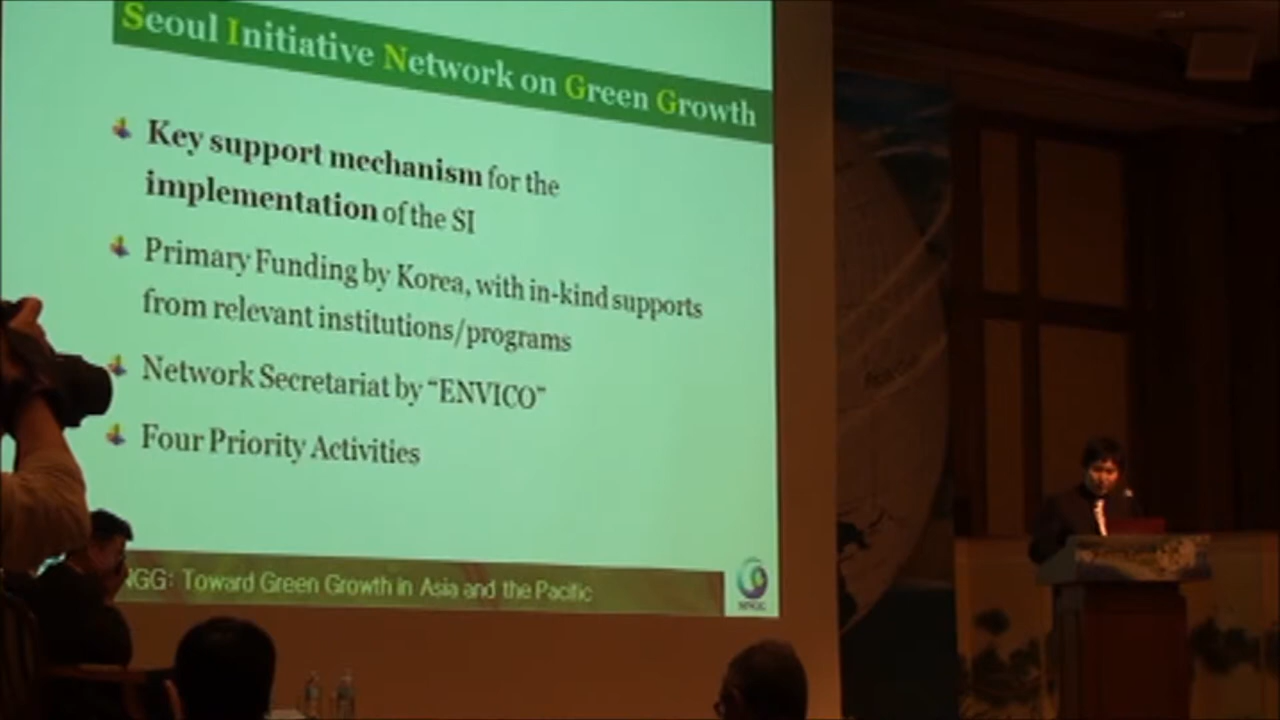 Seoul Initiative Network on Green Growth
Key support mechanism for the
implementation of the SI
Primary Funding by Korea, with in-kind supports
from relevant institutions/programs
Network Secretariat by “ENVICO”
Four Priority Activities
NGG: Toward Green Growth in Asia and the Pacific